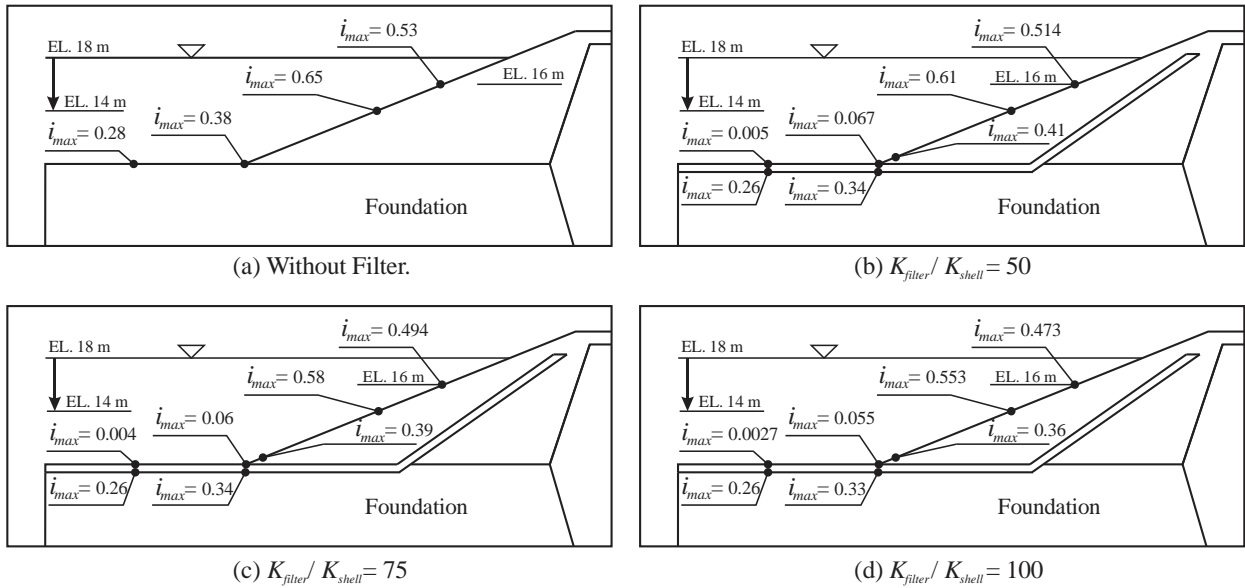 EL. 18 m
i_max = 0.53
i_max = 0.65
EL. 16 m
EL. 14 m
i_max = 0.28
i_max = 0.38
Foundation
(a) Without Filter.
EL. 18 m
i_max = 0.514
i_max = 0.61
EL. 16 m
EL. 14 m
i_max = 0.005
i_max = 0.067
i_max = 0.41
i_max = 0.26
i_max = 0.34
Foundation
(b) K_filter / K_shell = 50
EL. 18 m
i_max = 0.494
i_max = 0.58
EL. 16 m
EL. 14 m
i_max = 0.004
i_max = 0.06
i_max = 0.39
i_max = 0.26
i_max = 0.34
Foundation
(c) K_filter / K_shell = 75
EL. 18 m
i_max = 0.473
i_max = 0.553
EL. 16 m
EL. 14 m
i_max = 0.0027
i_max = 0.055
i_max = 0.36
i_max = 0.26
i_max = 0.33
Foundation
(d) K_filter / K_shell = 100